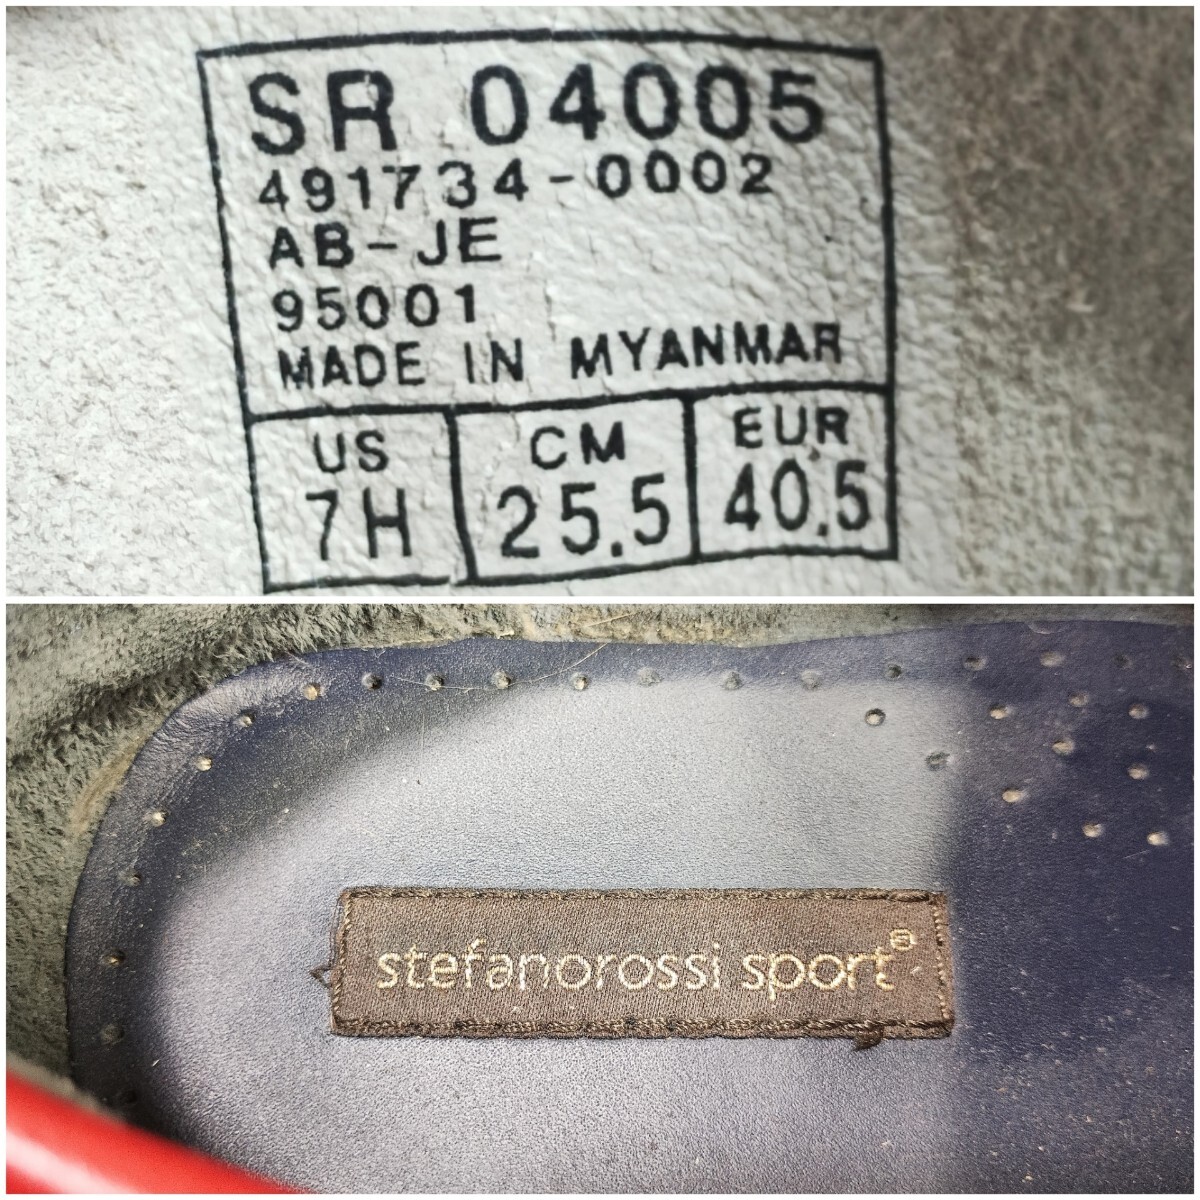 SR 04005
491734-0002
AB-JE
95001
MADE IN MYANMAR
US CM EUR
7H 25.5 40.5
stefanorossi sport®